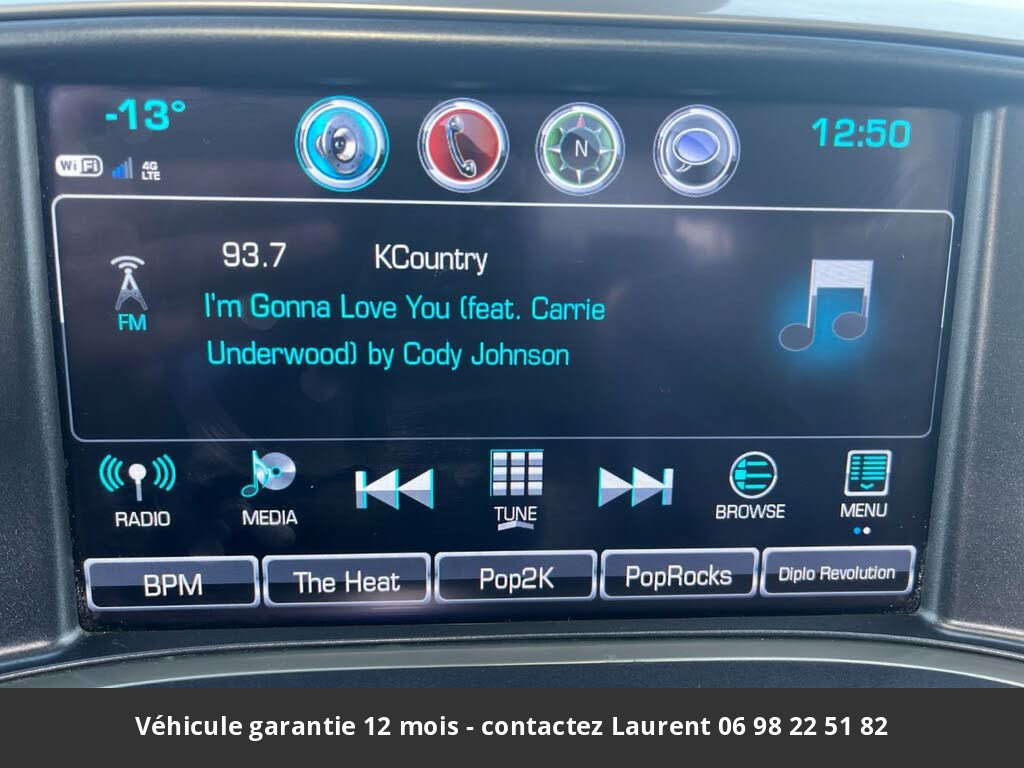 -13°
12:50
WiFi
4G
LTE
N
93.7 KCountry
FM
I'm Gonna Love You (feat. Carrie
Underwood) by Cody Johnson
RADIO
MEDIA
TUNE
BROWSE
MENU
BPM
The Heat
Pop2K
PopRocks
Diplo Revolution
Véhicule garantie 12 mois - contactez Laurent 06 98 22 51 82